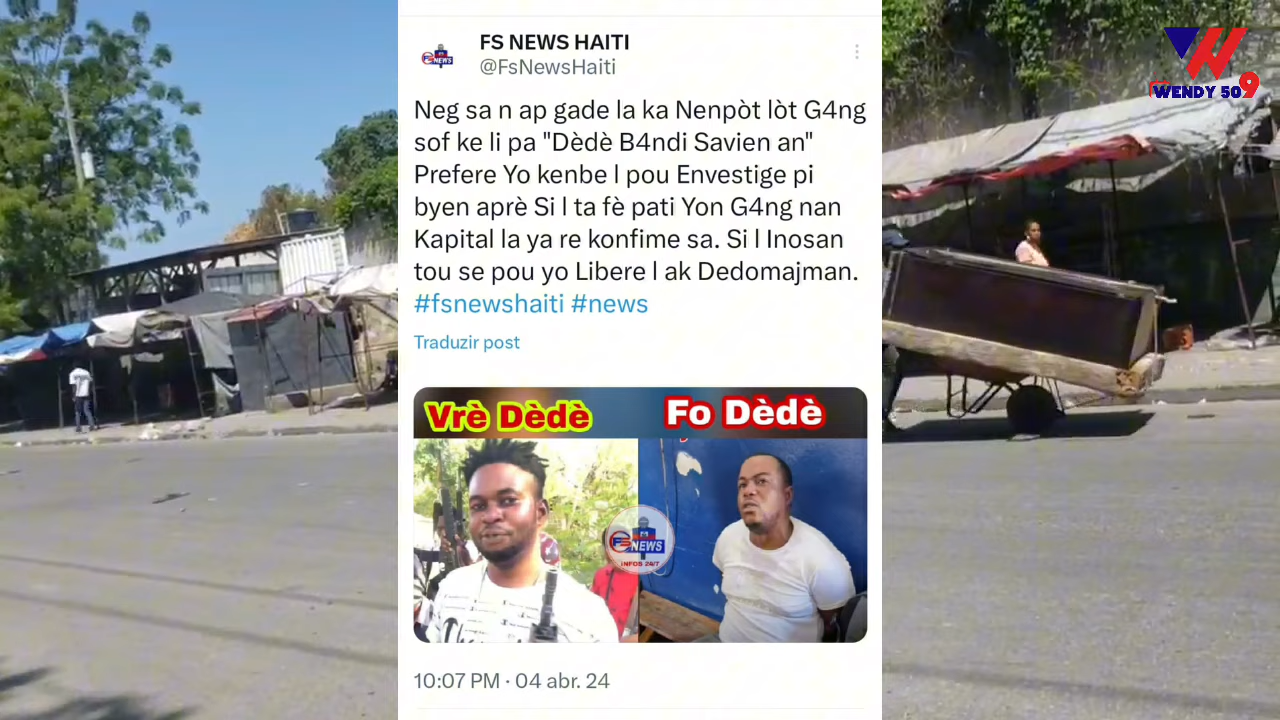 WENDY 509
FS NEWS HAITI
@FsNewsHaiti
Neg sa n ap gade la ka Nenpòt lòt G4ng
sof ke li pa "Dèdè B4ndi Savien an"
Prefere Yo kenbe l pou Envestige pi
byen aprè Si l ta fè pati Yon G4ng nan
Kapital la ya re konfime sa. Si l Inosan
tou se pou yo Libere l ak Dedomajman.
#fsnewshaiti #news
Traduzir post
Vrè Dèdè
Fo Dèdè
FS NEWS
INFOS 24/7
10:07 PM · 04 abr. 24